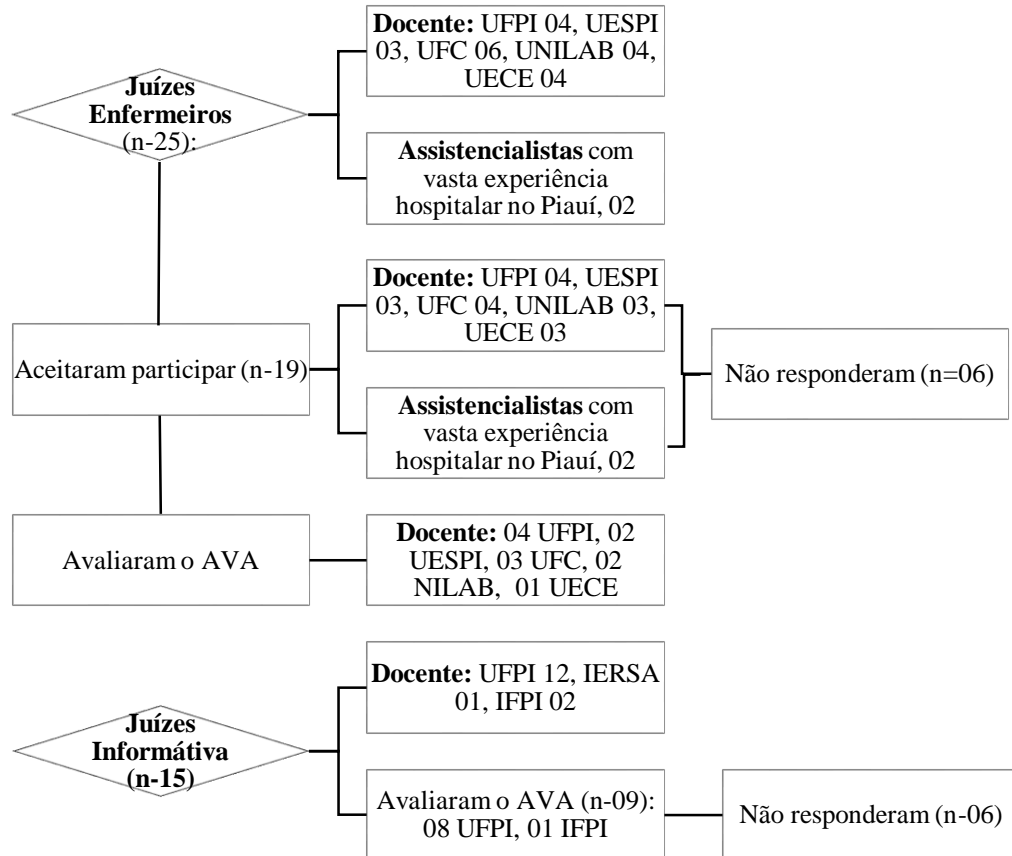 Docente: UFPI 04, UESPI
03, UFC 06, UNILAB 04,
UECE 04
Juízes
Enfermeiros
(n-25):
Assistencialistas com
vasta experiência
hospitalar no Piauí, 02
Docente: UFPI 04, UESPI
03, UFC 04, UNILAB 03,
UECE 03
Aceitaram participar (n-19)
Não responderam (n=06)
Assistencialistas com
vasta experiência
hospitalar no Piauí, 02
Docente: 04 UFPI, 02
UESPI, 03 UFC, 02
NILAB, 01 UECE
Avaliaram o AVA
Docente: UFPI 12, IERSA
01, IFPI 02
Juízes
Informátiva
(n-15)
Avaliaram o AVA (n-09):
08 UFPI, 01 IFPI
Não responderam (n-06)